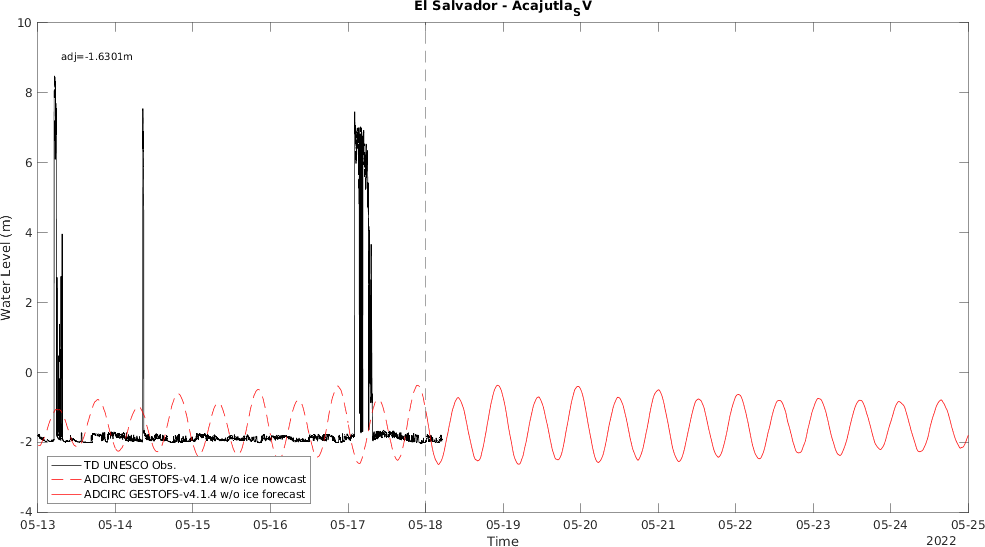 El Salvador - AcajutlaSV
adj=-1.6301m
Water Level (m)
10
8
6
4
2
0
-2
-4
TD UNESCO Obs.
ADCIRC GESTOFS-v4.1.4 w/o ice nowcast
ADCIRC GESTOFS-v4.1.4 w/o ice forecast
05-13 05-14 05-15 05-16 05-17 05-18 05-19 05-20 05-21 05-22 05-23 05-24 05-25
Time
2022